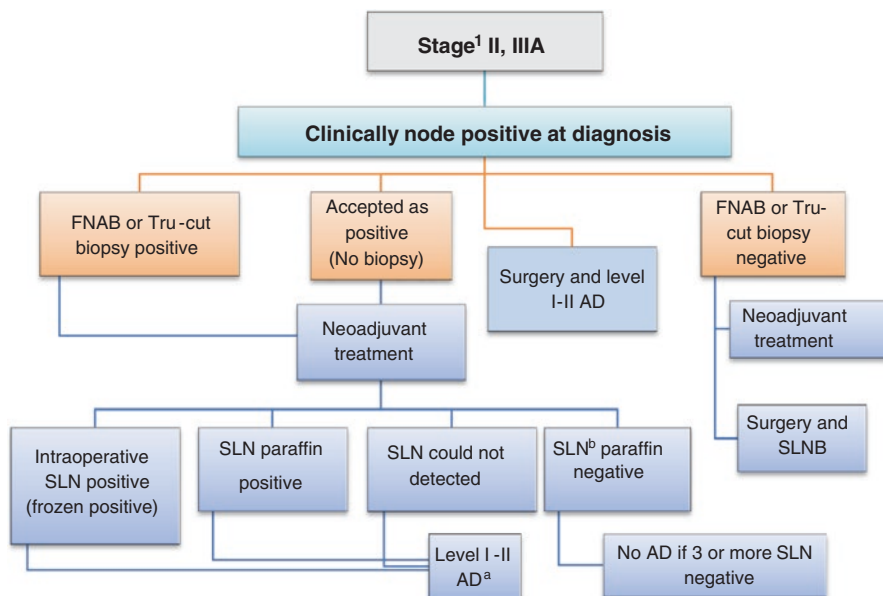 Stage¹ II, IIIA
Clinically node positive at diagnosis
FNAB or Tru-cut
biopsy positive
Accepted as
positive
(No biopsy)
Surgery and level
I-II AD
FNAB or Tru-
cut biopsy
negative
Neoadjuvant
treatment
Neoadjuvant
treatment
Surgery and
SLNB
Intraoperative
SLN positive
(frozen positive)
SLN paraffin
positive
SLN could not
detected
SLNᵇ paraffin
negative
Level I-II
ADᵃ
No AD if 3 or more SLN
negative